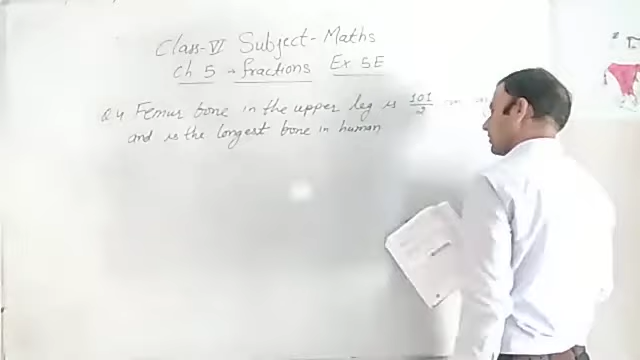 Class-VI Subject-Maths
Ch 5 → fractions Ex 5E
Q 4 Femur bone in the upper leg is 101/2 cm
and is the longest bone in human